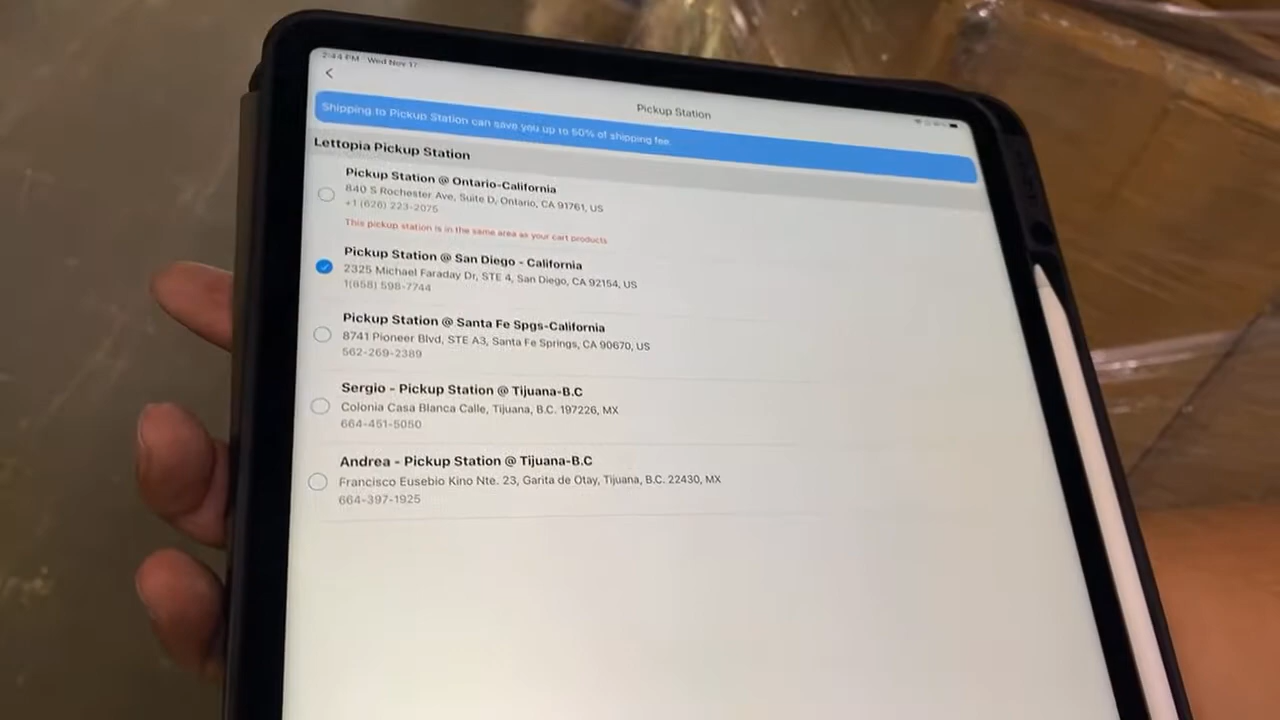 2:44 PM Wed Nov 17
Pickup Station
Shipping to Pickup Station can save you up to 50% of shipping fee.
Lettopia Pickup Station
Pickup Station @ Ontario-California
840 S Rochester Ave, Suite D, Ontario, CA 91761, US
+1 (626) 223-2075
This pickup station is in the same area as your cart products
Pickup Station @ San Diego - California
2325 Michael Faraday Dr, STE 4, San Diego, CA 92154, US
1(858) 598-7744
Pickup Station @ Santa Fe Spgs-California
8741 Pioneer Blvd, STE A3, Santa Fe Springs, CA 90670, US
562-269-2389
Sergio - Pickup Station @ Tijuana-B.C
Colonia Casa Blanca Calle, Tijuana, B.C. 197226, MX
664-451-5050
Andrea - Pickup Station @ Tijuana-B.C
Francisco Eusebio Kino Nte. 23, Garita de Otay, Tijuana, B.C. 22430, MX
664-397-1925